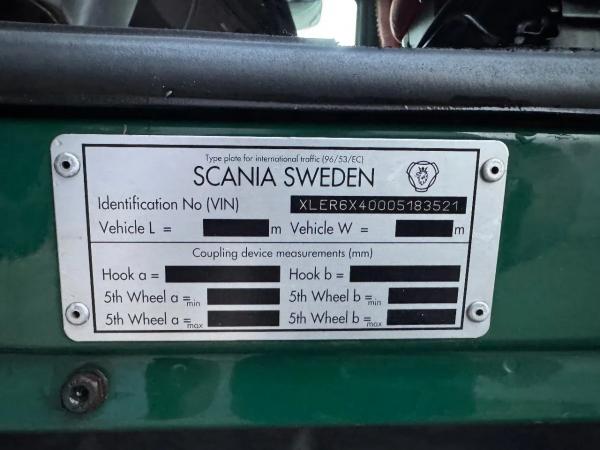 Type plate for international traffic (96/53/EC)
SCANIA SWEDEN
Identification No (VIN) XLER6X40005183521
Vehicle L = m Vehicle W = m
Coupling device measurements (mm)
Hook a = Hook b =
5th Wheel a =min 5th Wheel b =min
5th Wheel a =max 5th Wheel b =max